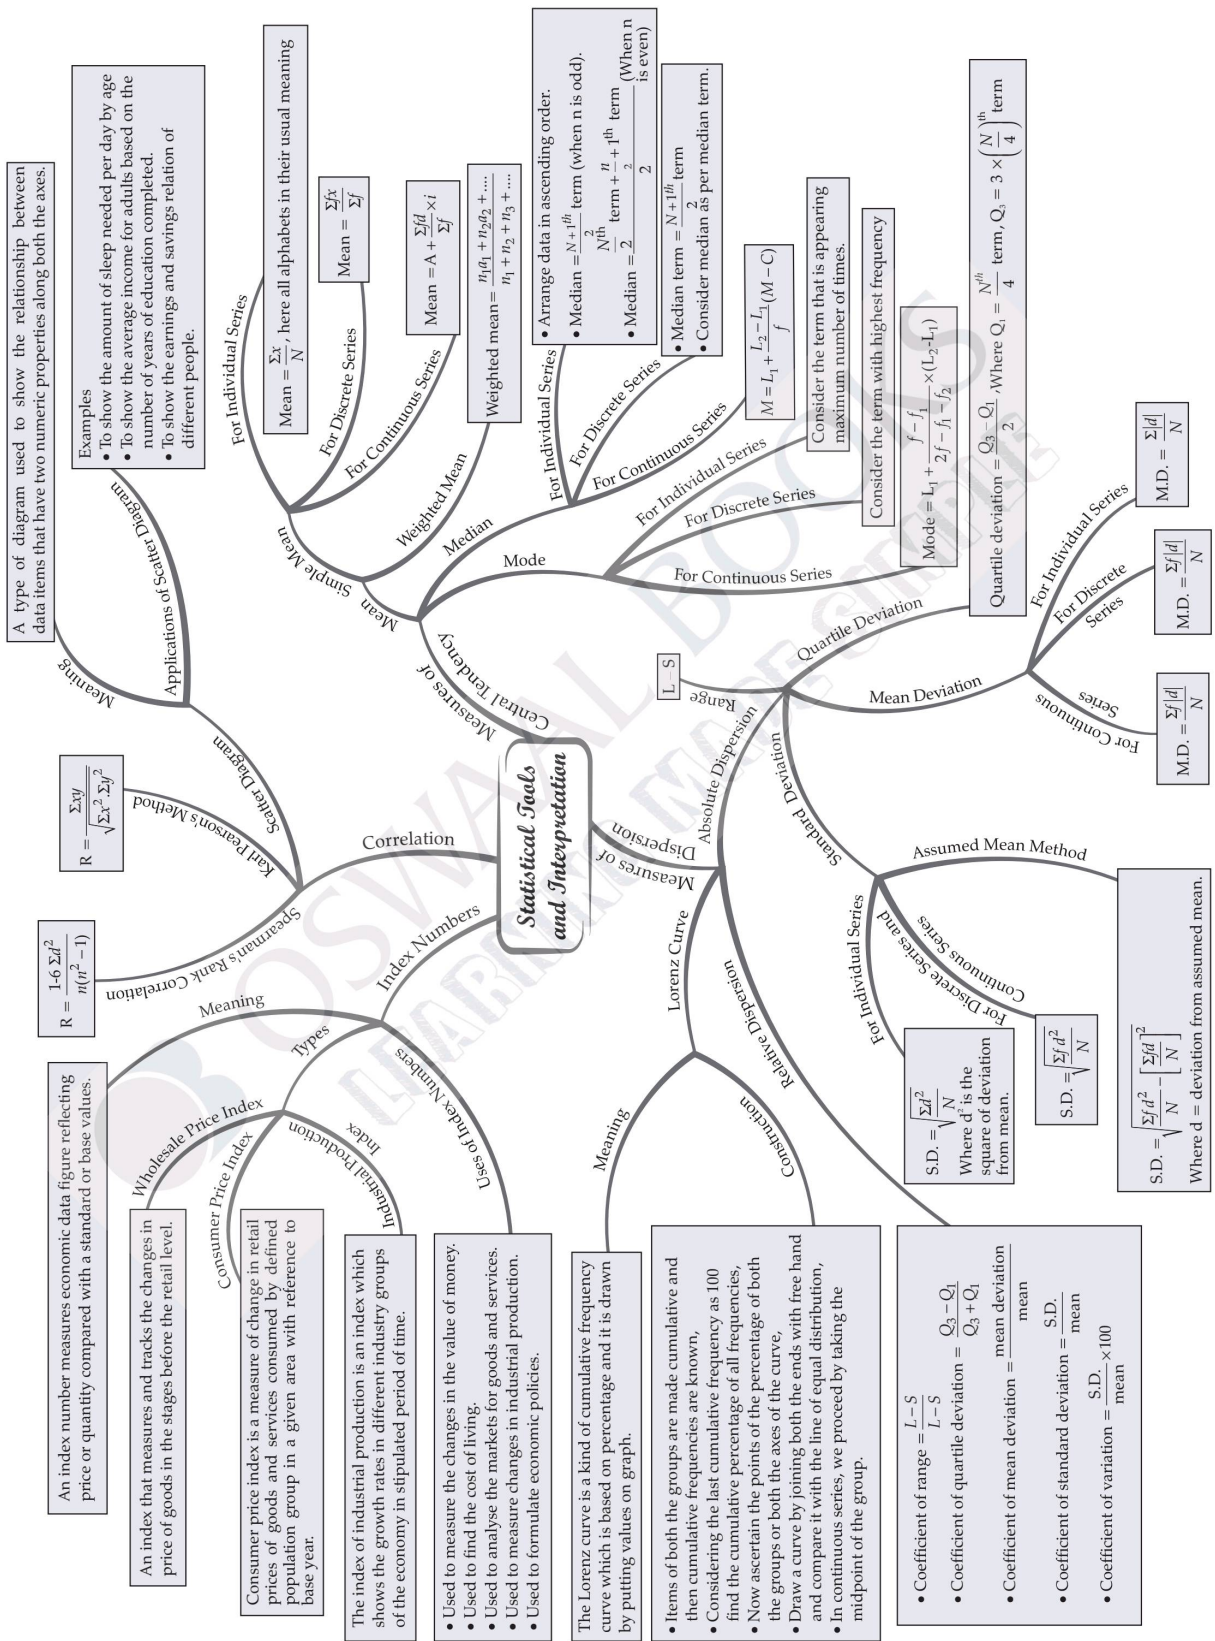 Statistical Tools
and Interpretation
Measures of
Central Tendency
Mean
Simple Mean
For Individual Series
Mean = Σx/N, here all alphabets in their usual meaning
For Discrete Series
Mean = Σfx/Σf
For Continuous Series
Mean = A + Σfd/Σf × i
Weighted Mean
Weighted mean = n₁a₁ + n₂a₂ + ..../n₁ + n₂ + n₃ + ....
Median
For Individual Series
• Arrange data in ascending order.
• Median = N+1ᵗʰ/2 term (when n is odd).
• Median = Nᵗʰ/2 term + n/2 + 1ᵗʰ term/2 (When n is even)
For Discrete Series
• Median term = N+1ᵗʰ/2 term
• Consider median as per median term.
For Continuous Series
M = L₁ + L₂ – L₁/f (M – C)
Mode
For Individual Series
Consider the term that is appearing
maximum number of times.
For Discrete Series
Consider the term with highest frequency
For Continuous Series
Mode = L₁ + f – f₁/2f – f₁ – f₂ × (L₂-L₁)
Measures of
Dispersion
Absolute Dispersion
Range
L – S
Quartile Deviation
Quartile deviation = Q₃ – Q₁/2, Where Q₁ = Nᵗʰ/4 term, Q₃ = 3 × (N/4)ᵗʰ term
Mean Deviation
For Individual Series
M.D. = Σ|d|/N
For Discrete
Series
M.D. = Σf|d|/N
For Continuous
Series
M.D. = Σf|d|/N
Standard Deviation
For Individual Series
S.D. = √Σd²/N
Where d² is the
square of deviation
from mean.
For Discrete Series and
Continuous Series
S.D. = √Σfd²/N
Assumed Mean Method
S.D. = √Σfd²/N – [Σfd/N]²
Where d = deviation from assumed mean.
Relative Dispersion
• Coefficient of range = L – S/L – S
• Coefficient of quartile deviation = Q₃ – Q₁/Q₃ + Q₁
• Coefficient of mean deviation = mean deviation/mean
• Coefficient of standard deviation = S.D./mean
• Coefficient of variation = S.D./mean ×100
Lorenz Curve
Meaning
The Lorenz curve is a kind of cumulative frequency
curve which is based on percentage and it is drawn
by putting values on graph.
Construction
• Items of both the groups are made cumulative and
then cumulative frequencies are known,
• Considering the last cumulative frequency as 100
find the cumulative percentage of all frequencies,
• Now ascertain the points of the percentage of both
the groups or both the axes of the curve,
• Draw a curve by joining both the ends with free hand
and compare it with the line of equal distribution,
• In continuous series, we proceed by taking the
midpoint of the group.
Index Numbers
Meaning
An index number measures economic data figure reflecting
price or quantity compared with a standard or base values.
Types
Wholesale Price Index
An index that measures and tracks the changes in
price of goods in the stages before the retail level.
Consumer Price Index
Consumer price index is a measure of change in retail
prices of goods and services consumed by defined
population group in a given area with reference to
base year.
Industrial Production
Index
The index of industrial production is an index which
shows the growth rates in different industry groups
of the economy in stipulated period of time.
Uses of Index Numbers
• Used to measure the changes in the value of money.
• Used to find the cost of living.
• Used to analyse the markets for goods and services.
• Used to measure changes in industrial production.
• Used to formulate economic policies.
Correlation
Spearman's Rank Correlation
R = 1-6 Σd²/n(n² – 1)
Karl Pearson's Method
R = Σxy/√Σx². Σy²
Scatter Diagram
Meaning
A type of diagram used to show the relationship between
data items that have two numeric properties along both the axes.
Applications of Scatter Diagram
Examples
• To show the amount of sleep needed per day by age
• To show the average income for adults based on the
number of years of education completed.
• To show the earnings and savings relation of
different people.
OSWAAL BOOKS
LEARNING MADE SIMPLE